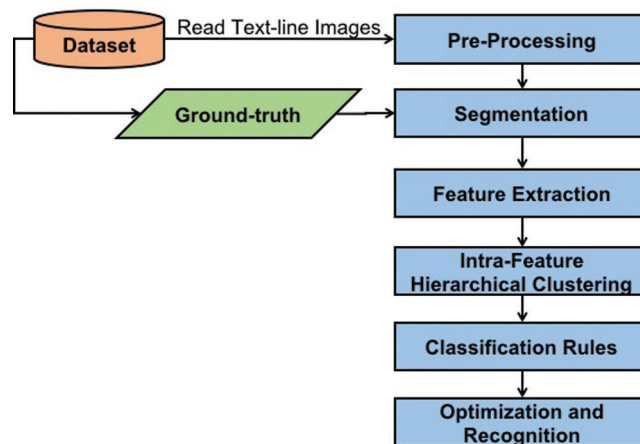 Dataset
Read Text-line Images
Pre-Processing
Ground-truth
Segmentation
Feature Extraction
Intra-Feature
Hierarchical Clustering
Classification Rules
Optimization and
Recognition